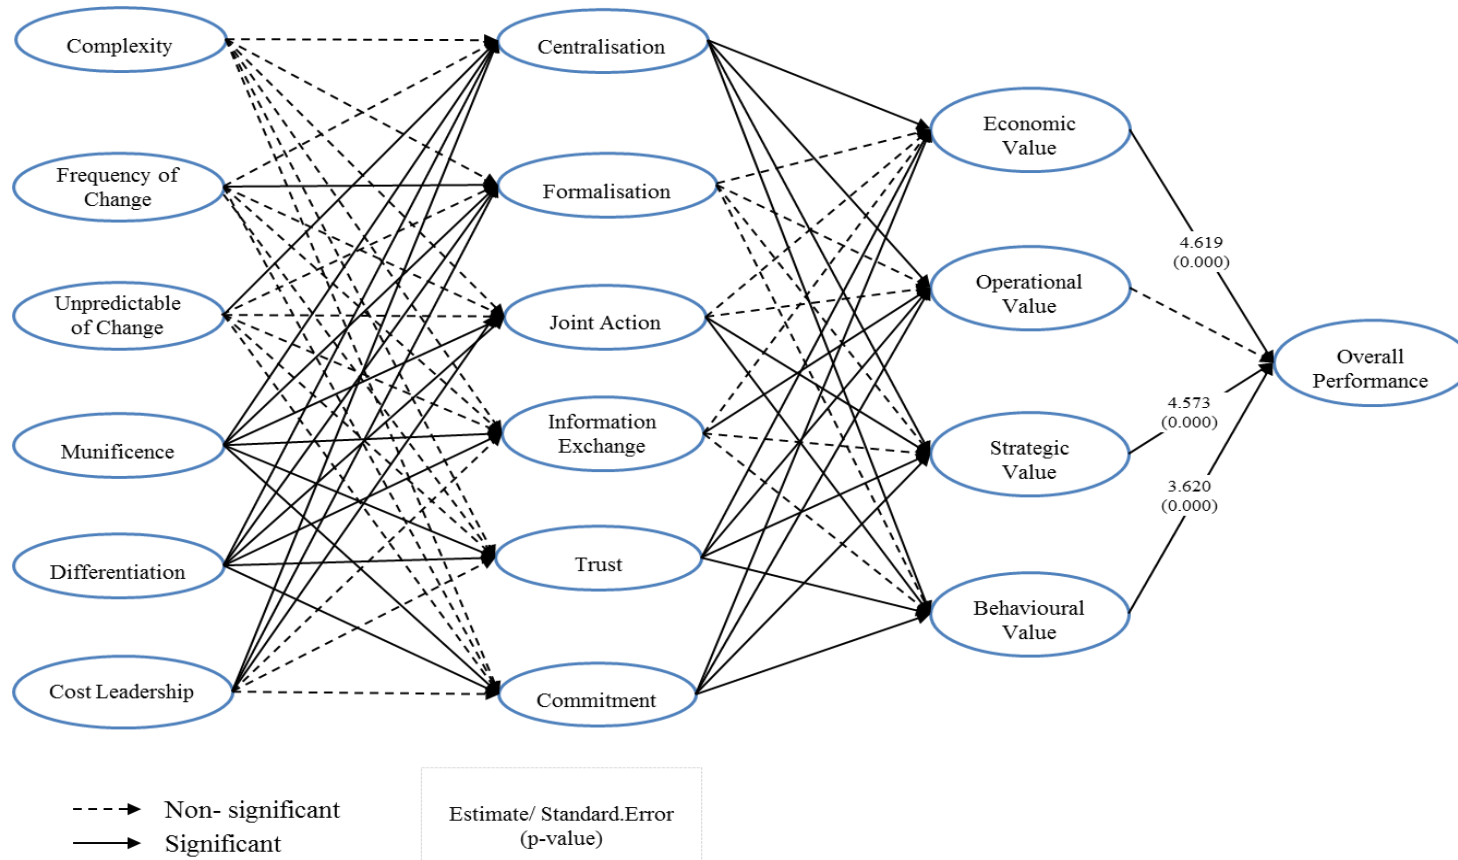 Complexity
Frequency of
Change
Unpredictable
of Change
Munificence
Differentiation
Cost Leadership
Centralisation
Formalisation
Joint Action
Information
Exchange
Trust
Commitment
Economic
Value
Operational
Value
Strategic
Value
Behavioural
Value
4.619
(0.000)
4.573
(0.000)
3.620
(0.000)
Overall
Performance
Non- significant
Significant
Estimate/ Standard.Error
(p-value)